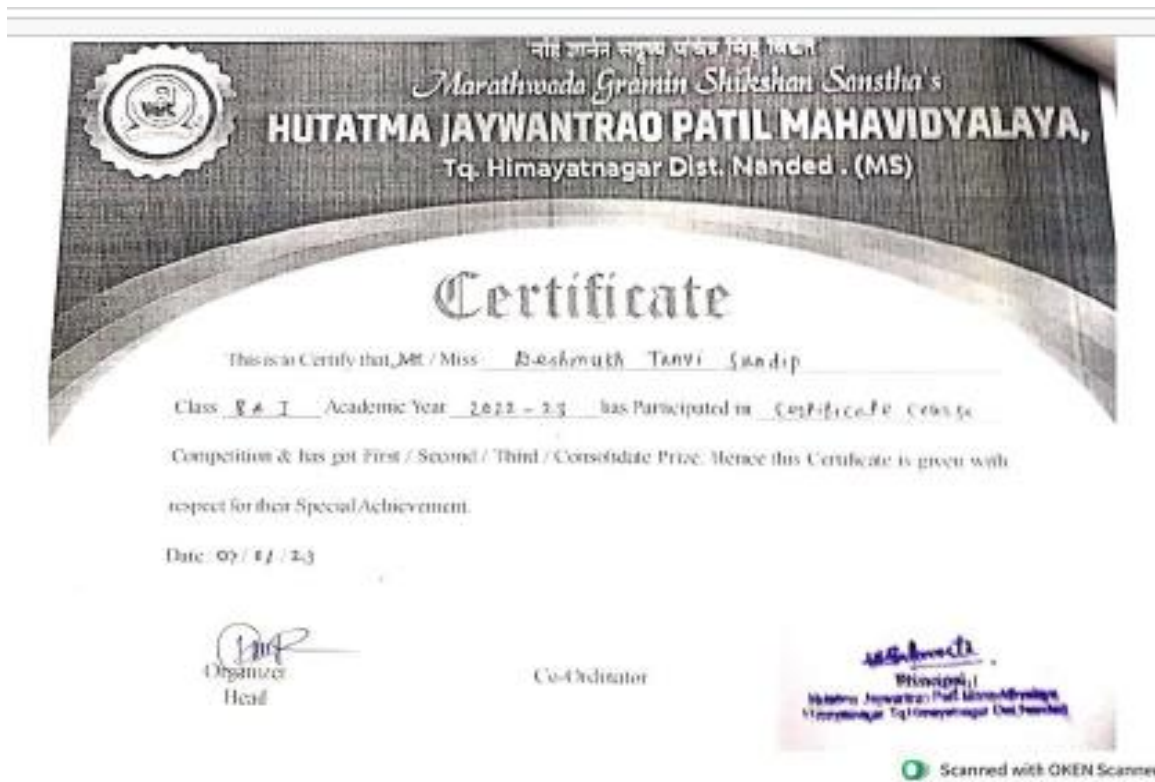 Marathwada Gramin Shikshan Sanstha's
HUTATMA JAYWANTRAO PATIL MAHAVIDYALAYA,
Tq. Himayatnagar Dist. Nanded . (MS)
Certificate
This is to Certify that, Mr / Miss Deshmukh Tanvi Sandip
Class B A I Academic Year 2022 - 23 has Participated in Certificate Course
Competition & has got First / Second / Third / Consolidate Prize. Hence this Certificate is given with
respect for their Special Achievement.
Date
Organizer
Head
Co-Ordinator
Principal
Scanned with OKEN Scanner